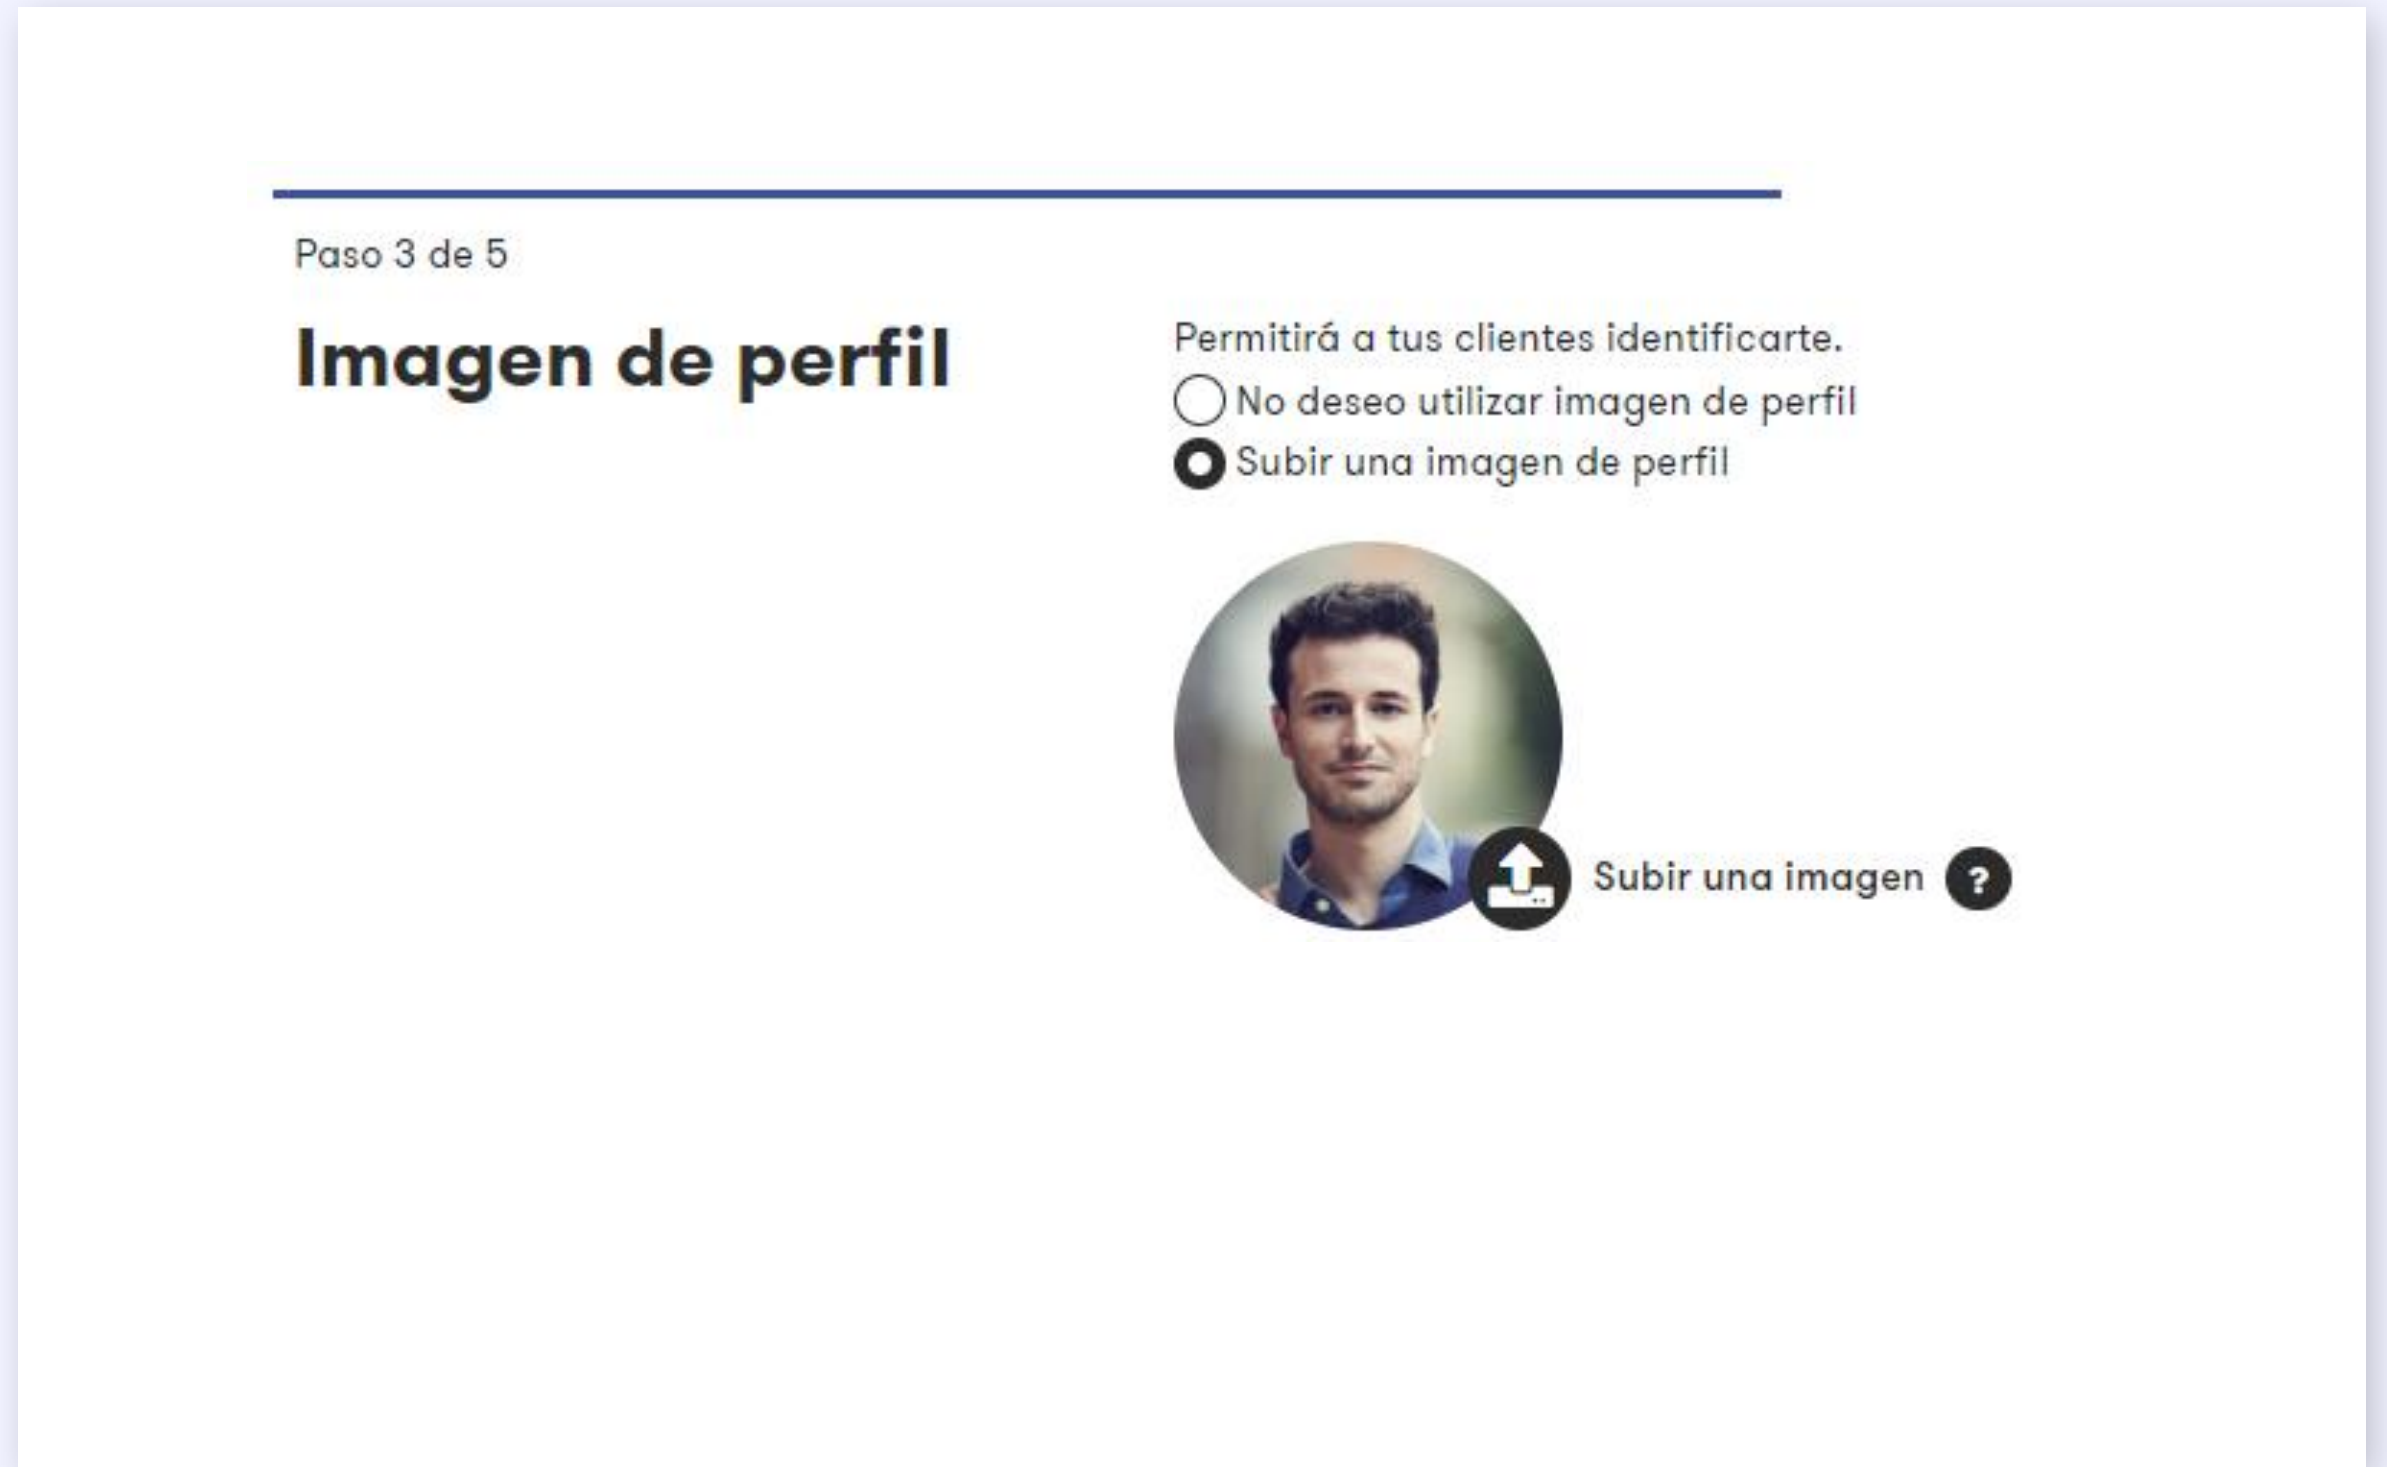 Paso 3 de 5
Imagen de perfil
Permitirá a tus clientes identificarte.
No deseo utilizar imagen de perfil
Subir una imagen de perfil
Subir una imagen ?